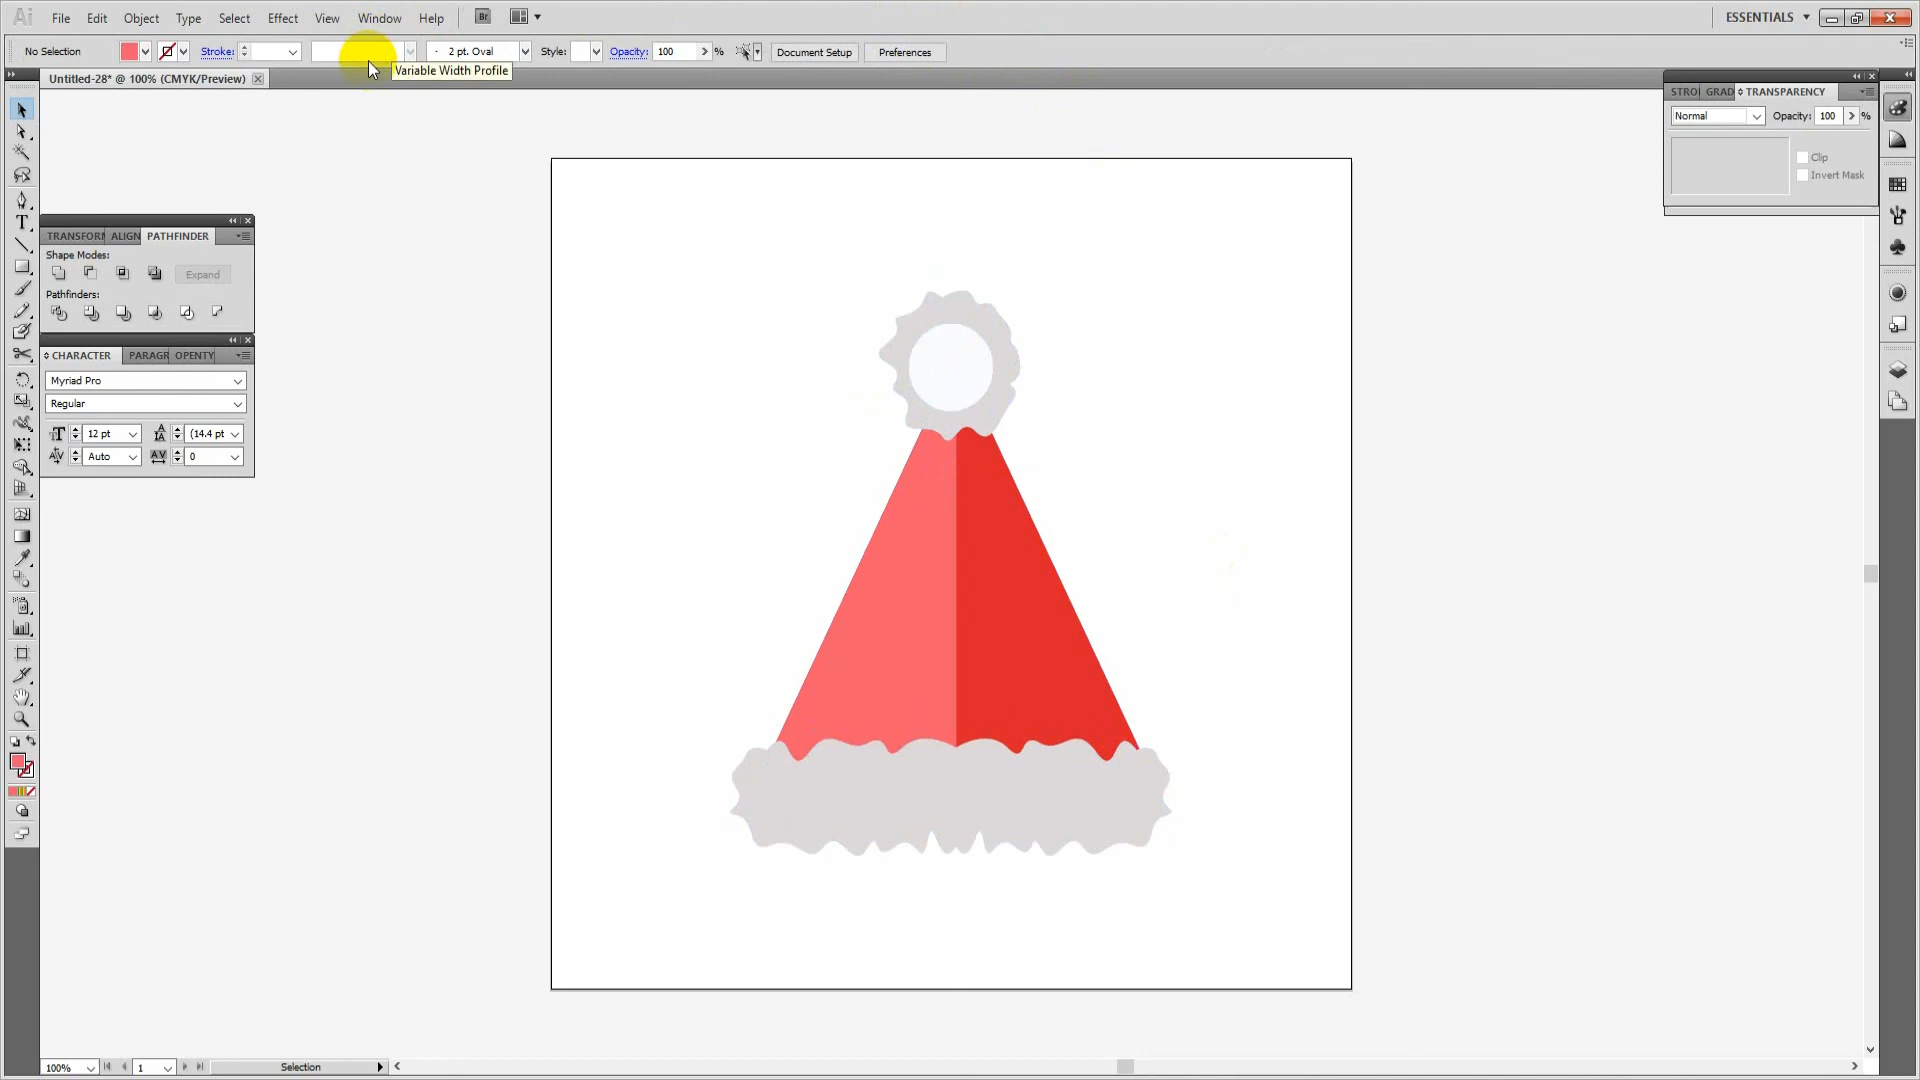 Ai File Edit Object Type Select Effect View Window Help Br ESSENTIALS
No Selection Stroke: 2 pt. Oval Style: Opacity: 100 % Document Setup Preferences
Variable Width Profile
Untitled-28* @ 100% (CMYK/Preview)
STRO GRAD TRANSPARENCY
Normal Opacity: 100 %
Clip
Invert Mask
TRANSFORM ALIGN PATHFINDER
Shape Modes:
Expand
Pathfinders:
CHARACTER PARAGR OPENTY
Myriad Pro
Regular
12 pt (14.4 pt
Auto 0
100% 1 Selection